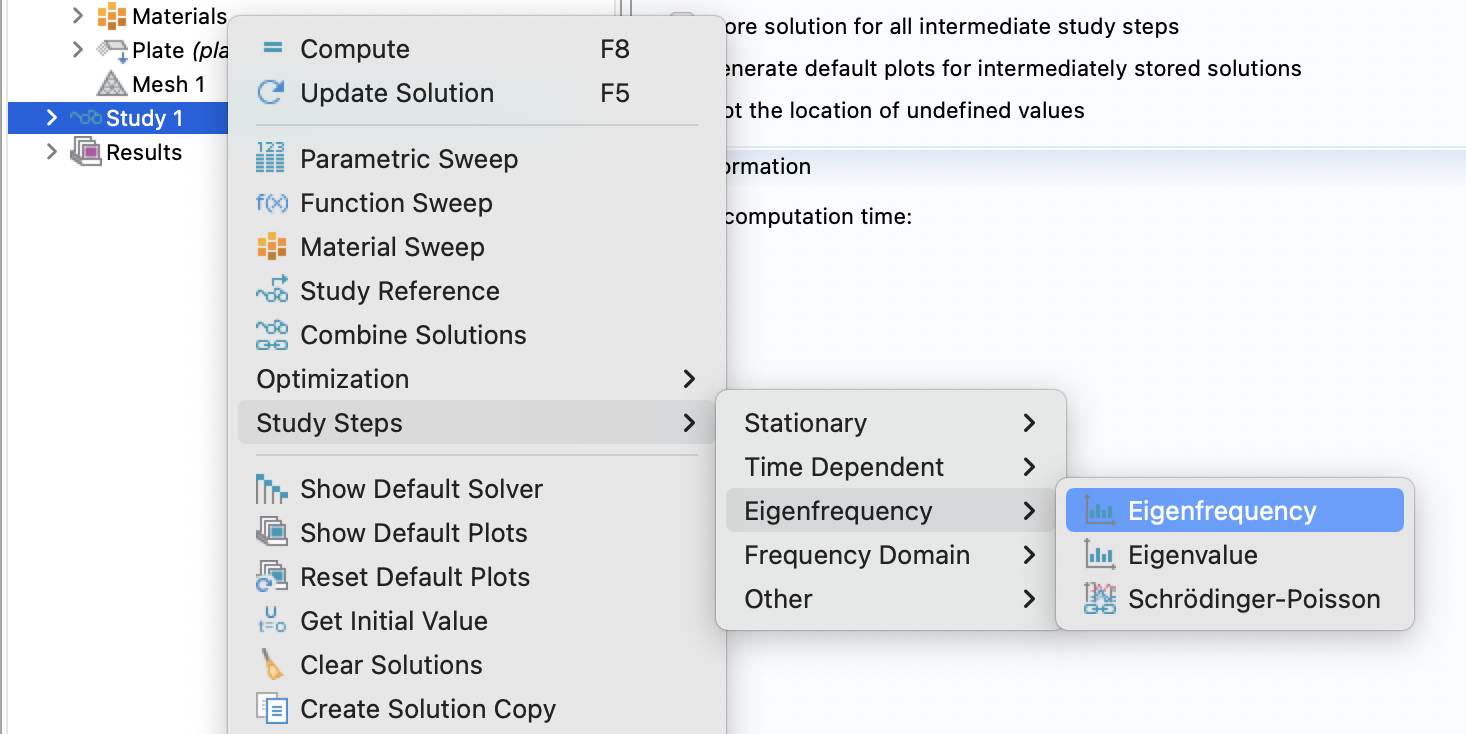 Materials
Plate (pla
Mesh 1
Study 1
Results
Compute F8
Update Solution F5
Parametric Sweep
Function Sweep
Material Sweep
Study Reference
Combine Solutions
Optimization
Study Steps
Show Default Solver
Show Default Plots
Reset Default Plots
Get Initial Value
Clear Solutions
Create Solution Copy
ore solution for all intermediate study steps
enerate default plots for intermediately stored solutions
ot the location of undefined values
ormation
computation time:
Stationary
Time Dependent
Eigenfrequency
Frequency Domain
Other
Eigenfrequency
Eigenvalue
Schrödinger-Poisson